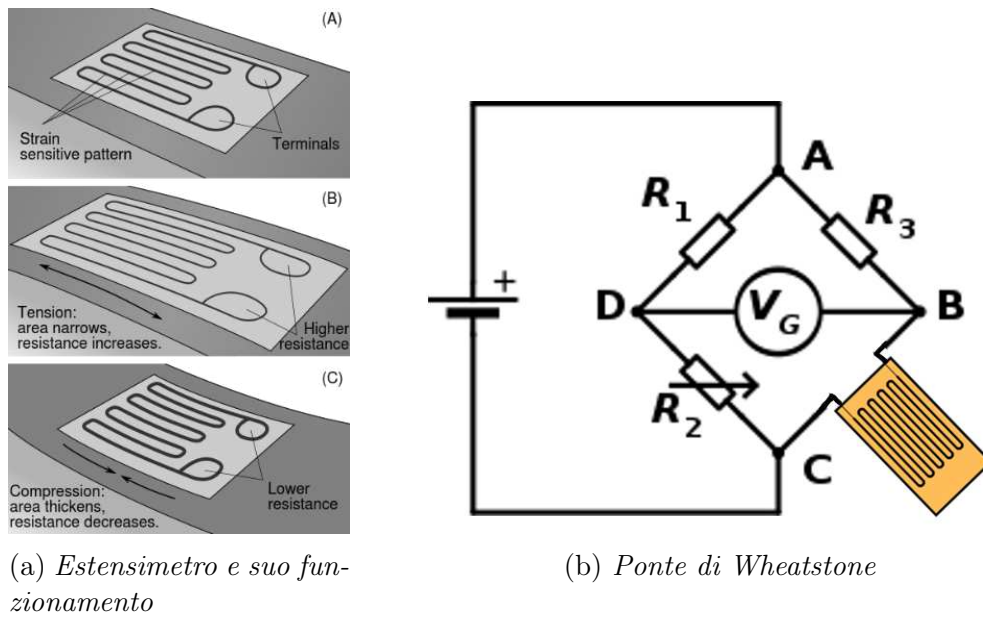 (A)
Strain
sensitive pattern
Terminals
(B)
Tension:
area narrows,
resistance increases.
Higher
resistance
(C)
Compression:
area thickens,
resistance decreases.
Lower
resistance
(a) Estensimetro e suo fun-
zionamento
A
R1
R3
+
D
VG
B
R2
C
(b) Ponte di Wheatstone